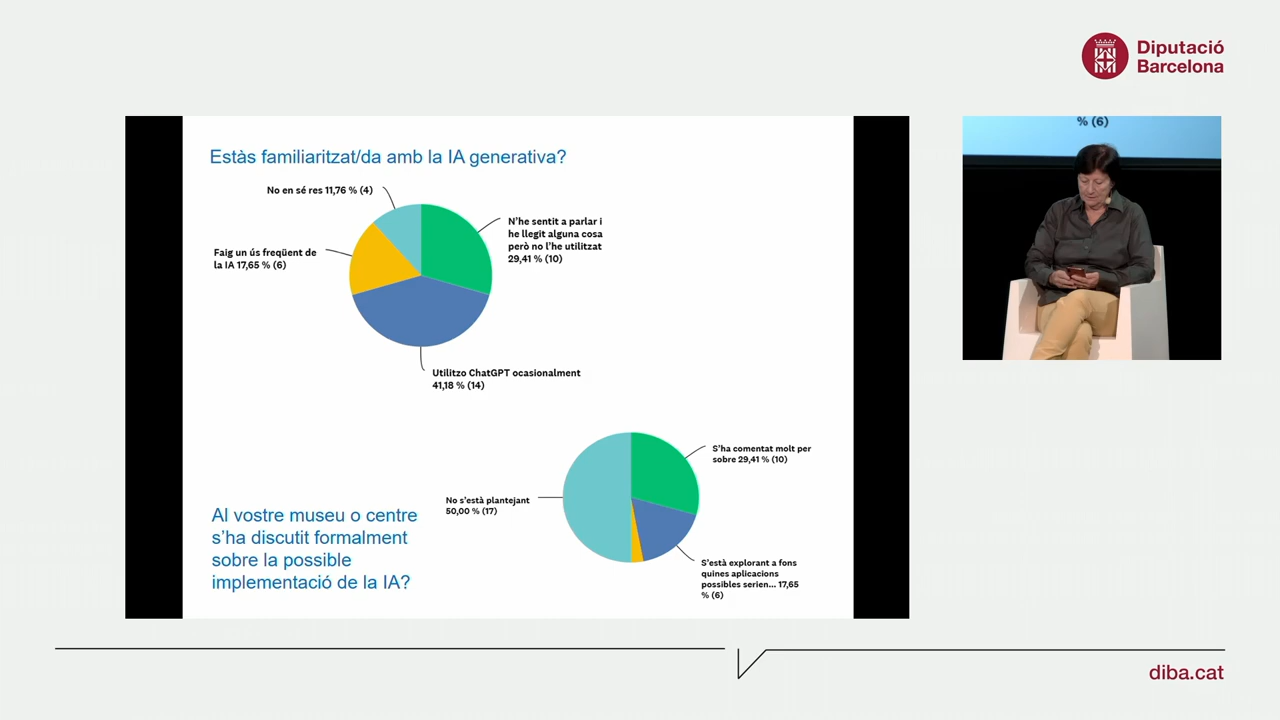 Diputació
Barcelona
% (6)
Estàs familiaritzat/da amb la IA generativa?
No en sé res 11,76 % (4)
N'he sentit a parlar i
he llegit alguna cosa
però no l'he utilitzat
29,41 % (10)
Faig un ús freqüent de
la IA 17,65 % (6)
Utilitzo ChatGPT ocasionalment
41,18 % (14)
S'ha comentat molt per
sobre 29,41 % (10)
No s'està plantejant
50,00 % (17)
Al vostre museu o centre
s'ha discutit formalment
sobre la possible
implementació de la IA?
S'està explorant a fons
quines aplicacions
possibles serien... 17,65
% (6)
diba.cat